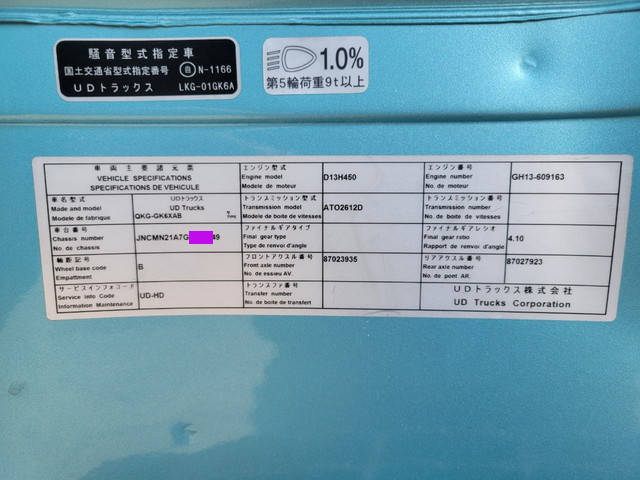 騒音型式指定車
国土交通省型式指定番号 自 N-1166
UDトラックス LKG-01GK6A
1.0%
第5輪荷重9t以上
車両主要諸元票
VEHICLE SPECIFICATIONS
SPECIFICATIONS DE VEHICULE
エンジン型式
Engine model
Modele de moteur
D13H450
エンジン番号
Engine number
No. de moteur
GH13-609163
車名型式
Made and model
Modele de fabrique
UDトラックス
UD Trucks
QKG-GK6XAB
トランスミッション型式
Transmission model
Modele de boite de vitesses
ATO2612D
トランスミッション番号
Transmission number
No. de boite de vitesses
車台番号
Chassis number
No. de chassis
JNCMN21A7G 49
ファイナルギアタイプ
Final gear type
Type de renvoi d'angle
ファイナルギアレシオ
Final gear ratio
Rapport de renvoi d'angle
4.10
軸距記号
Wheel base code
Empattment
B
フロントアクスル番号
Front axle number
No. de essieu AV.
87023935
リアアクスル番号
Rear axle number
No. de pont AR.
87027923
サービスインフォコード
Service info Code
Information Maintenance
UD-HD
トランスファ番号
Transfer number
No. de boite de transfert
UDトラックス株式会社
UD Trucks Corporation